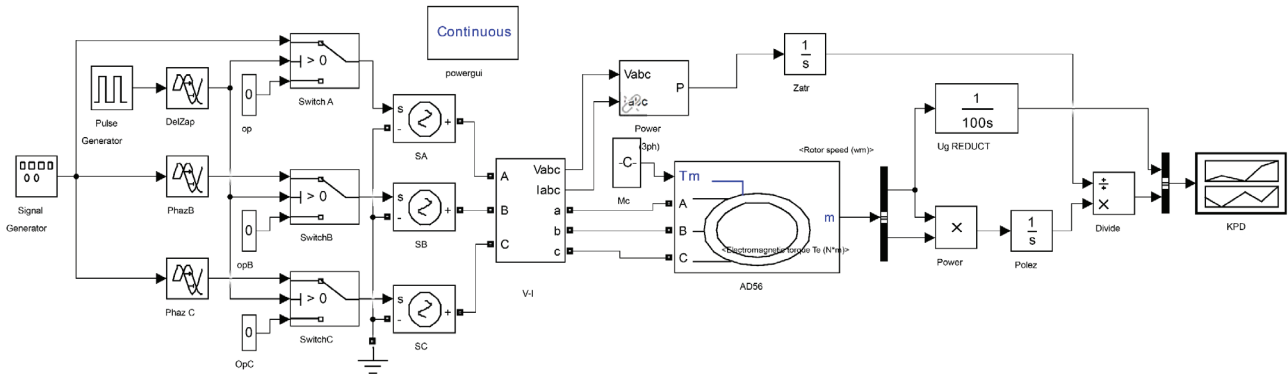 Continuous
powergui
> 0
Switch A
0
op
Pulse
Generator
DelZap
s
-
+
SA
Vabc
Iabc
P
Power
(3ph)
1
s
Zatr
1
100s
Ug REDUCT
<Rotor speed (wm)>
-C-
Mc
Signal
Generator
PhazB
> 0
SwitchB
0
opB
s
-
+
SB
A
B
C
Vabc
Iabc
a
b
c
V-I
Tm
A
B
C
m
<Electromagnetic torque Te (N*m)>
AD56
×
Power
1
s
Polez
÷
×
Divide
KPD
Phaz C
> 0
SwitchC
0
OpC
s
-
+
SC